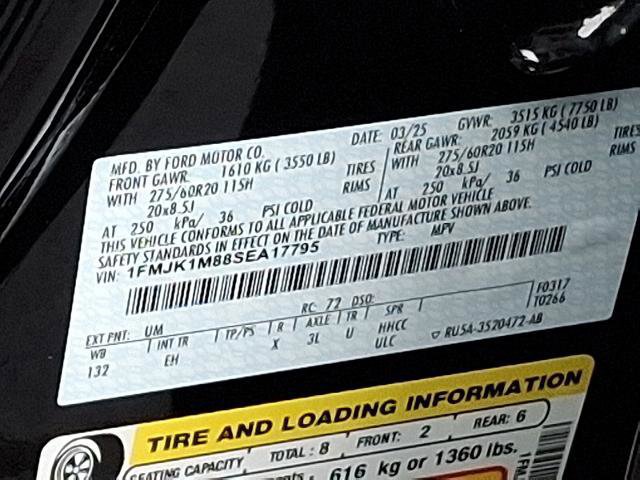 MFD. BY FORD MOTOR CO.
DATE: 03/25 GVWR: 3515 KG ( 7750 LB)
FRONT GAWR: 1610 KG ( 3550 LB) REAR GAWR: 2059 KG ( 4540 LB)
WITH 275/60R20 115H TIRES WITH 275/60R20 115H TIRES
20x8.5J RIMS 20x8.5J RIMS
AT 250 kPa/ 36 PSI COLD AT 250 kPa/ 36 PSI COLD
THIS VEHICLE CONFORMS TO ALL APPLICABLE FEDERAL MOTOR VEHICLE
SAFETY STANDARDS IN EFFECT ON THE DATE OF MANUFACTURE SHOWN ABOVE.
VIN: 1FMJK1M88SEA17795 TYPE: MPV
F0317
T0266
EXT PNT: UM RC: 72 DSO:
WB INT TR TP/PS R AXLE TR SPR
132 EH X 3L U HHCC
ULC
▽ RU5A-3520472-AB
TIRE AND LOADING INFORMATION
SEATING CAPACITY TOTAL : 8 FRONT: 2 REAR: 6
616 kg or 1360 lbs.